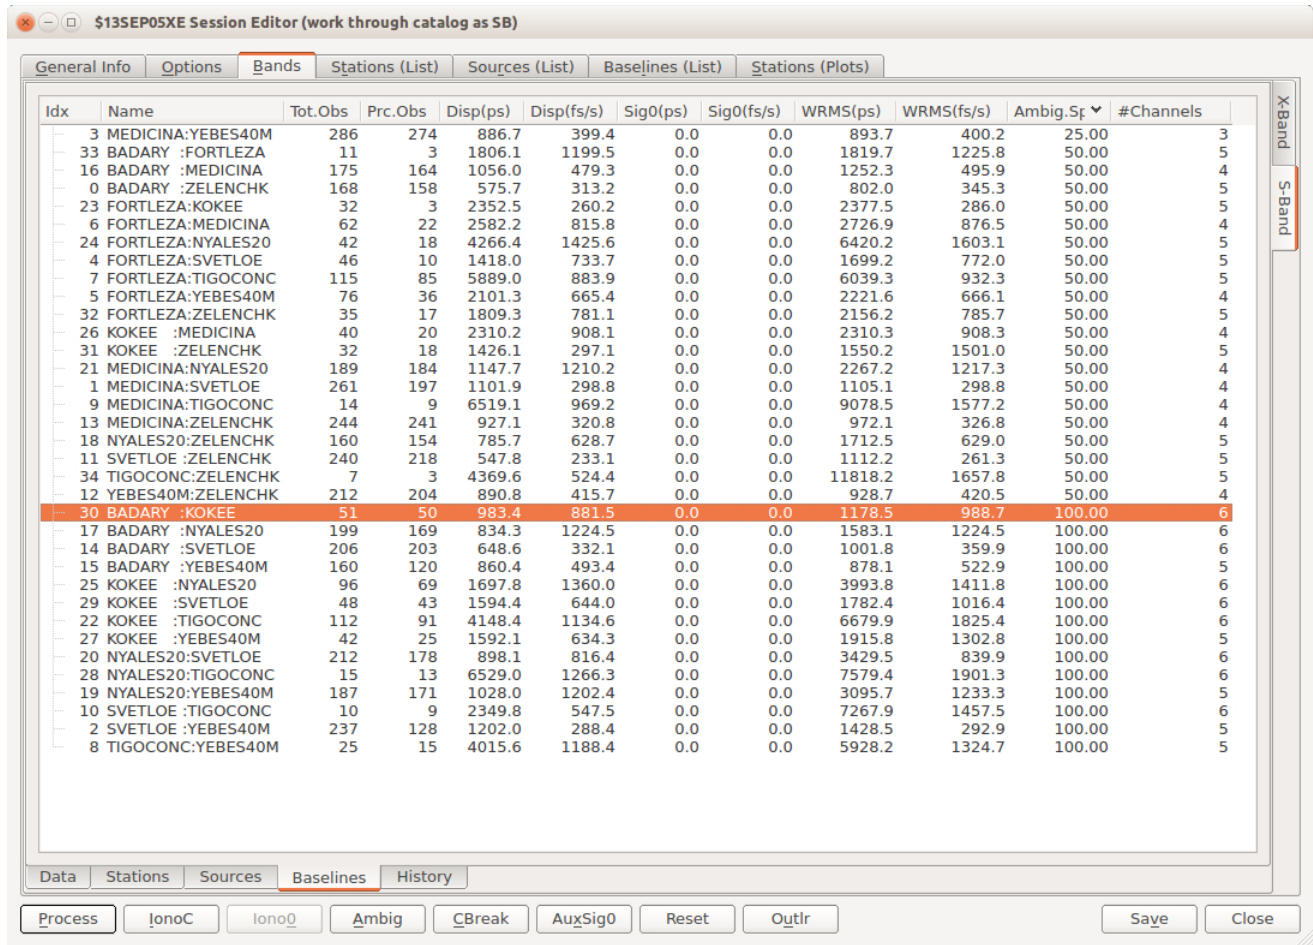 $13SEP05XE Session Editor (work through catalog as SB)
General Info Options Bands Stations (List) Sources (List) Baselines (List) Stations (Plots)
Idx Name Tot.Obs Prc.Obs Disp(ps) Disp(fs/s) Sig0(ps) Sig0(fs/s) WRMS(ps) WRMS(fs/s) Ambig.Sp #Channels
3 MEDICINA:YEBES40M 286 274 886.7 399.4 0.0 0.0 893.7 400.2 25.00 3
33 BADARY :FORTLEZA 11 3 1806.1 1199.5 0.0 0.0 1819.7 1225.8 50.00 5
16 BADARY :MEDICINA 175 164 1056.0 479.3 0.0 0.0 1252.3 495.9 50.00 4
0 BADARY :ZELENCHK 168 158 575.7 313.2 0.0 0.0 802.0 345.3 50.00 5
23 FORTLEZA:KOKEE 32 3 2352.5 260.2 0.0 0.0 2377.5 286.0 50.00 5
6 FORTLEZA:MEDICINA 62 22 2582.2 815.8 0.0 0.0 2726.9 876.5 50.00 4
24 FORTLEZA:NYALES20 42 18 4266.4 1425.6 0.0 0.0 6420.2 1603.1 50.00 5
4 FORTLEZA:SVETLOE 46 10 1418.0 733.7 0.0 0.0 1699.2 772.0 50.00 5
7 FORTLEZA:TIGOCONC 115 85 5889.0 883.9 0.0 0.0 6039.3 932.3 50.00 5
5 FORTLEZA:YEBES40M 76 36 2101.3 665.4 0.0 0.0 2221.6 666.1 50.00 4
32 FORTLEZA:ZELENCHK 35 17 1809.3 781.1 0.0 0.0 2156.2 785.7 50.00 5
26 KOKEE :MEDICINA 40 20 2310.2 908.1 0.0 0.0 2310.3 908.3 50.00 4
31 KOKEE :ZELENCHK 32 18 1426.1 297.1 0.0 0.0 1550.2 1501.0 50.00 5
21 MEDICINA:NYALES20 189 184 1147.7 1210.2 0.0 0.0 2267.2 1217.3 50.00 4
1 MEDICINA:SVETLOE 261 197 1101.9 298.8 0.0 0.0 1105.1 298.8 50.00 4
9 MEDICINA:TIGOCONC 14 9 6519.1 969.2 0.0 0.0 9078.5 1577.2 50.00 4
13 MEDICINA:ZELENCHK 244 241 927.1 320.8 0.0 0.0 972.1 326.8 50.00 4
18 NYALES20:ZELENCHK 160 154 785.7 628.7 0.0 0.0 1712.5 629.0 50.00 5
11 SVETLOE :ZELENCHK 240 218 547.8 233.1 0.0 0.0 1112.2 261.3 50.00 5
34 TIGOCONC:ZELENCHK 7 3 4369.6 524.4 0.0 0.0 11818.2 1657.8 50.00 5
12 YEBES40M:ZELENCHK 212 204 890.8 415.7 0.0 0.0 928.7 420.5 50.00 4
30 BADARY :KOKEE 51 50 983.4 881.5 0.0 0.0 1178.5 988.7 100.00 6
17 BADARY :NYALES20 199 169 834.3 1224.5 0.0 0.0 1583.1 1224.5 100.00 6
14 BADARY :SVETLOE 206 203 648.6 332.1 0.0 0.0 1001.8 359.9 100.00 6
15 BADARY :YEBES40M 160 120 860.4 493.4 0.0 0.0 878.1 522.9 100.00 5
25 KOKEE :NYALES20 96 69 1697.8 1360.0 0.0 0.0 3993.8 1411.8 100.00 6
29 KOKEE :SVETLOE 48 43 1594.4 644.0 0.0 0.0 1782.4 1016.4 100.00 6
22 KOKEE :TIGOCONC 112 91 4148.4 1134.6 0.0 0.0 6679.9 1825.4 100.00 6
27 KOKEE :YEBES40M 42 25 1592.1 634.3 0.0 0.0 1915.8 1302.8 100.00 5
20 NYALES20:SVETLOE 212 178 898.1 816.4 0.0 0.0 3429.5 839.9 100.00 6
28 NYALES20:TIGOCONC 15 13 6529.0 1266.3 0.0 0.0 7579.4 1901.3 100.00 6
19 NYALES20:YEBES40M 187 171 1028.0 1202.4 0.0 0.0 3095.7 1233.3 100.00 5
10 SVETLOE :TIGOCONC 10 9 2349.8 547.5 0.0 0.0 7267.9 1457.5 100.00 6
2 SVETLOE :YEBES40M 237 128 1202.0 288.4 0.0 0.0 1428.5 292.9 100.00 5
8 TIGOCONC:YEBES40M 25 15 4015.6 1188.4 0.0 0.0 5928.2 1324.7 100.00 5
X-Band
S-Band
Data Stations Sources Baselines History
Process IonoC Iono0 Ambig CBreak AuxSig0 Reset Outlr Save Close